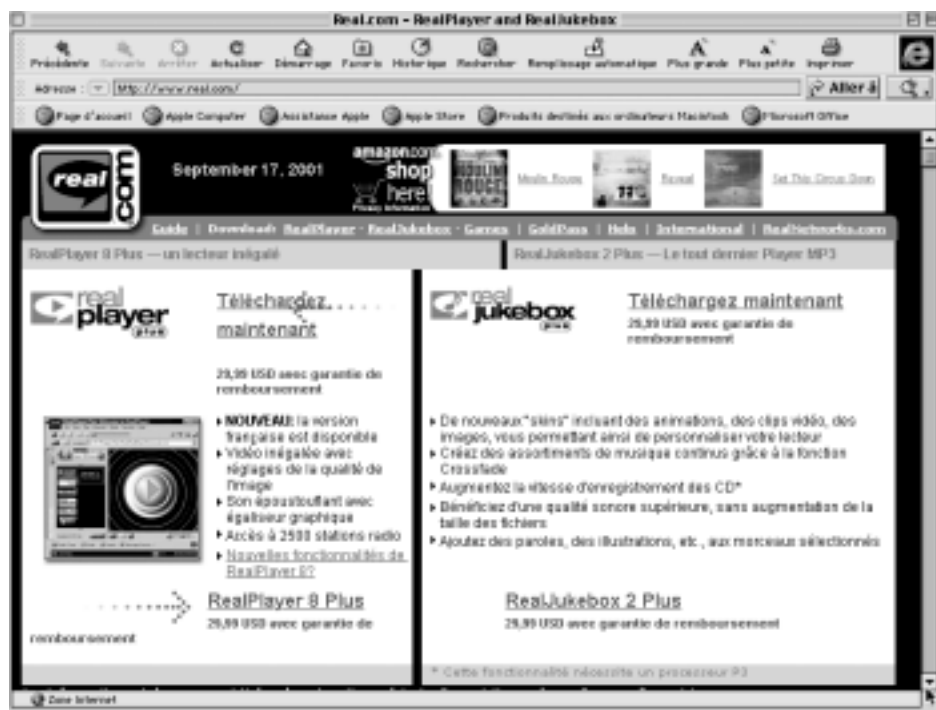 Real.com - RealPlayer and RealJukebox
Précédente Suivante Arrêter Actualiser Démarrage Favoris Historique Rechercher Remplissage automatique Plus grande Plus petite Imprimer
Adresse : http://www.real.com/ Aller à
Page d'accueil Apple Computer Assistance Apple Apple Store Produits destinés aux ordinateurs Macintosh Microsoft Office
real .com
September 17, 2001
amazon.com
shop
here!
Privacy Information
MOULIN ROUGE
Moulin Rouge Reveal Set This Circus Down
Guide | Download: RealPlayer - RealJukebox - Games | GoldPass | Help | International | RealNetworks.com
RealPlayer 8 Plus — un lecteur inégalé
RealJukebox 2 Plus — Le tout dernier Player MP3
real player plus
Téléchargez
maintenant
29,99 USD avec garantie de
remboursement
NOUVEAU: la version
française est disponible
Vidéo inégalée avec
réglages de la qualité de
l'image
Son époustouflant avec
égaliseur graphique
Accès à 2500 stations radio
Nouvelles fonctionnalités de
RealPlayer 8?
RealPlayer 8 Plus
29,99 USD avec garantie de
remboursement
real jukebox plus
Téléchargez maintenant
29,99 USD avec garantie de
remboursement
De nouveaux "skins" incluant des animations, des clips vidéo, des
images, vous permettant ainsi de personnaliser votre lecteur
Créez des assortiments de musique continus grâce à la fonction
Crossfade
Augmentez la vitesse d'enregistrement des CD*
Bénéficiez d'une qualité sonore supérieure, sans augmentation de la
taille des fichiers
Ajoutez des paroles, des illustrations, etc., aux morceaux sélectionnés
RealJukebox 2 Plus
29,99 USD avec garantie de remboursement
* Cette fonctionnalité nécessite un processeur P3
Zone Internet